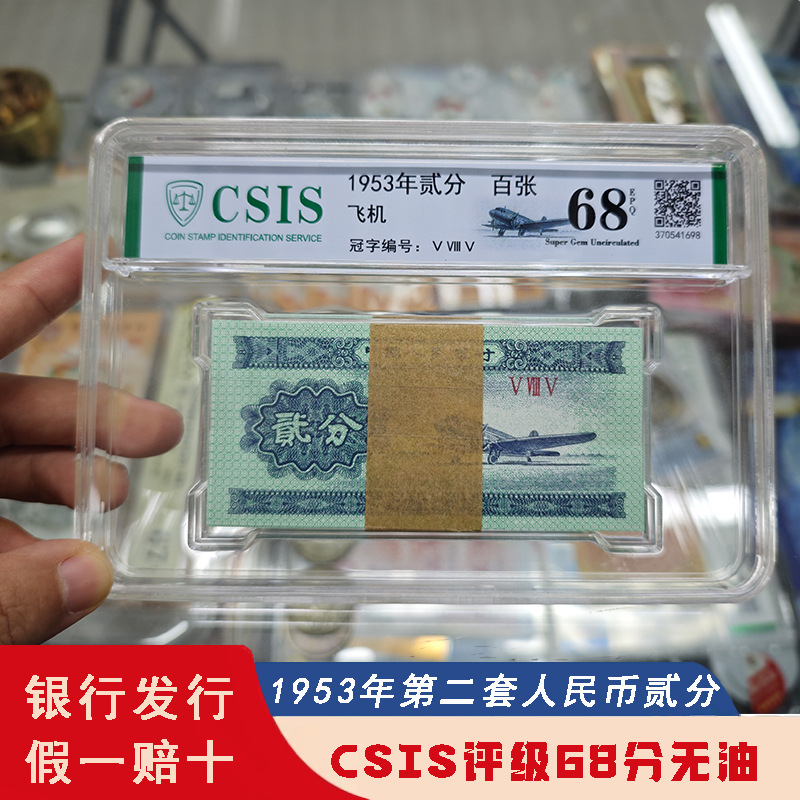 CSIS
COIN STAMP IDENTIFICATION SERVICE
1953年贰分 百张
飞机
冠字编号: V VIII V
68
EPQ
Super Gem Uncirculated
370541698
V VIII V
贰分
银行发行
假一赔十
1953年第二套人民币贰分
CSIS评级68分无油